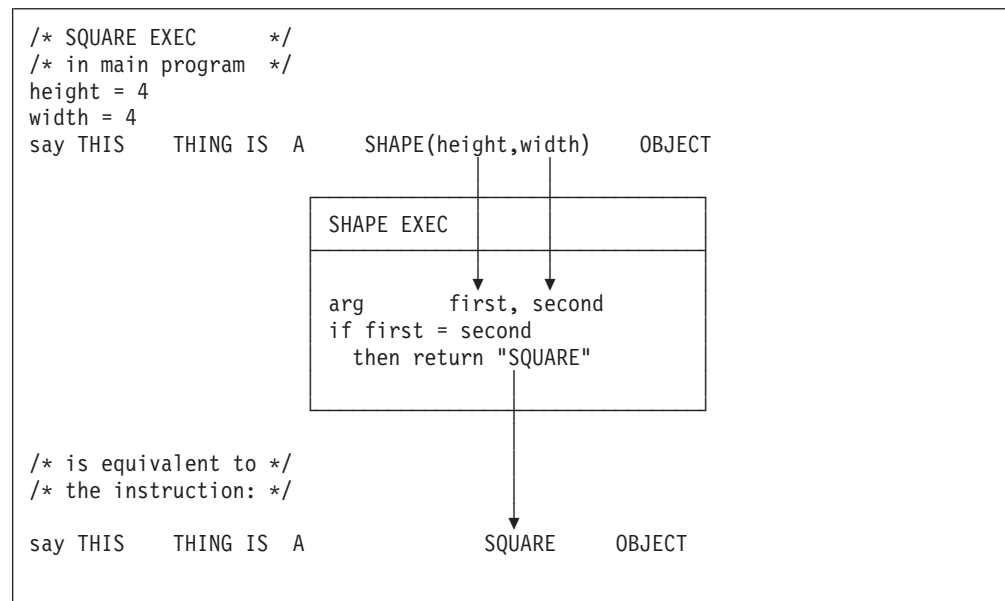 /* SQUARE EXEC */
/* in main program */
height = 4
width = 4
say THIS THING IS A SHAPE(height,width) OBJECT
SHAPE EXEC
arg first, second
if first = second
then return "SQUARE"
/* is equivalent to */
/* the instruction: */
say THIS THING IS A SQUARE OBJECT